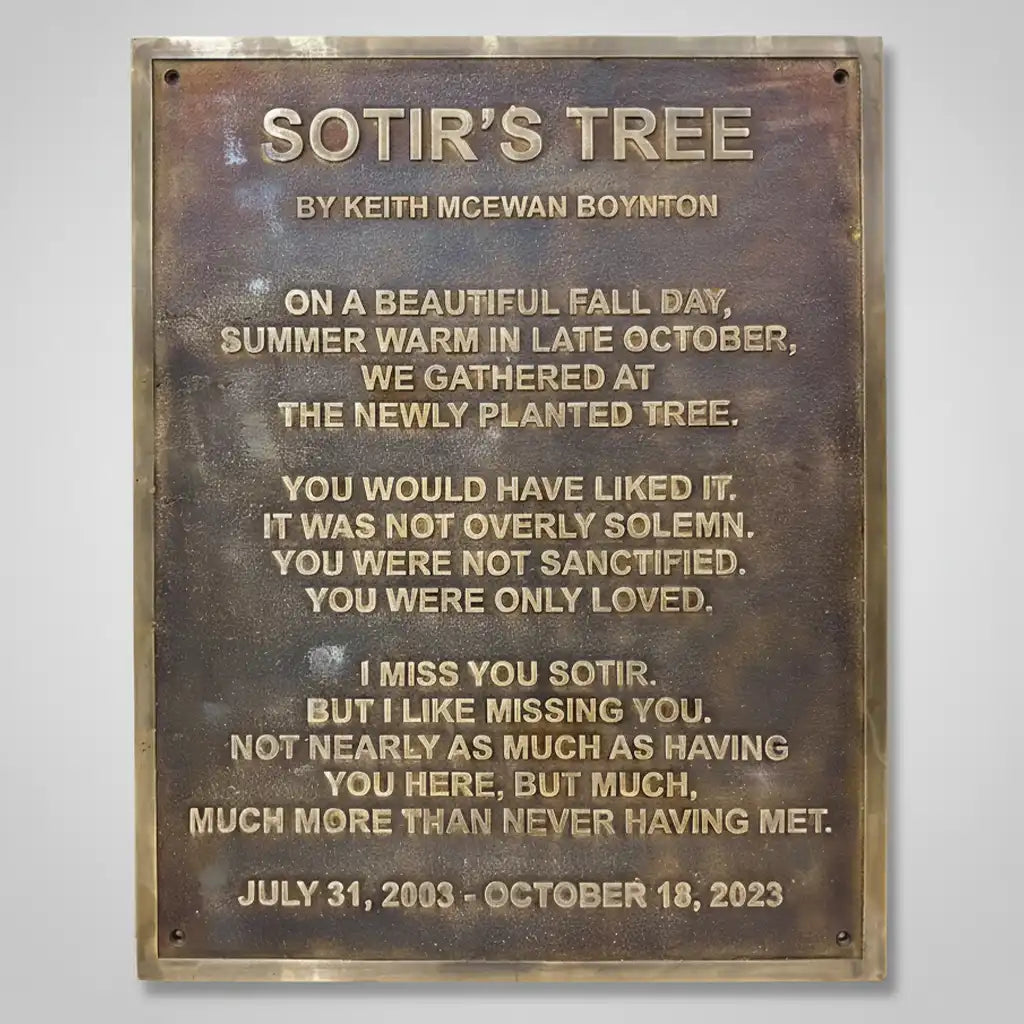 SOTIR'S TREE
BY KEITH MCEWAN BOYNTON
ON A BEAUTIFUL FALL DAY,
SUMMER WARM IN LATE OCTOBER,
WE GATHERED AT
THE NEWLY PLANTED TREE.
YOU WOULD HAVE LIKED IT.
IT WAS NOT OVERLY SOLEMN.
YOU WERE NOT SANCTIFIED.
YOU WERE ONLY LOVED.
I MISS YOU SOTIR.
BUT I LIKE MISSING YOU.
NOT NEARLY AS MUCH AS HAVING
YOU HERE, BUT MUCH,
MUCH MORE THAN NEVER HAVING MET.
JULY 31, 2003 - OCTOBER 18, 2023